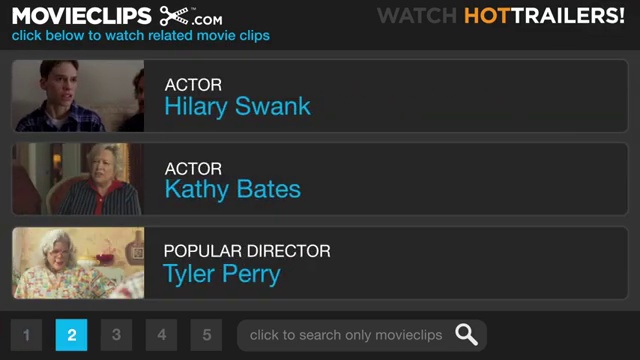 MOVIECLIPS™.COM
WATCH HOTTRAILERS!
click below to watch related movie clips
ACTOR
Hilary Swank
ACTOR
Kathy Bates
POPULAR DIRECTOR
Tyler Perry
1 2 3 4 5 click to search only movieclips